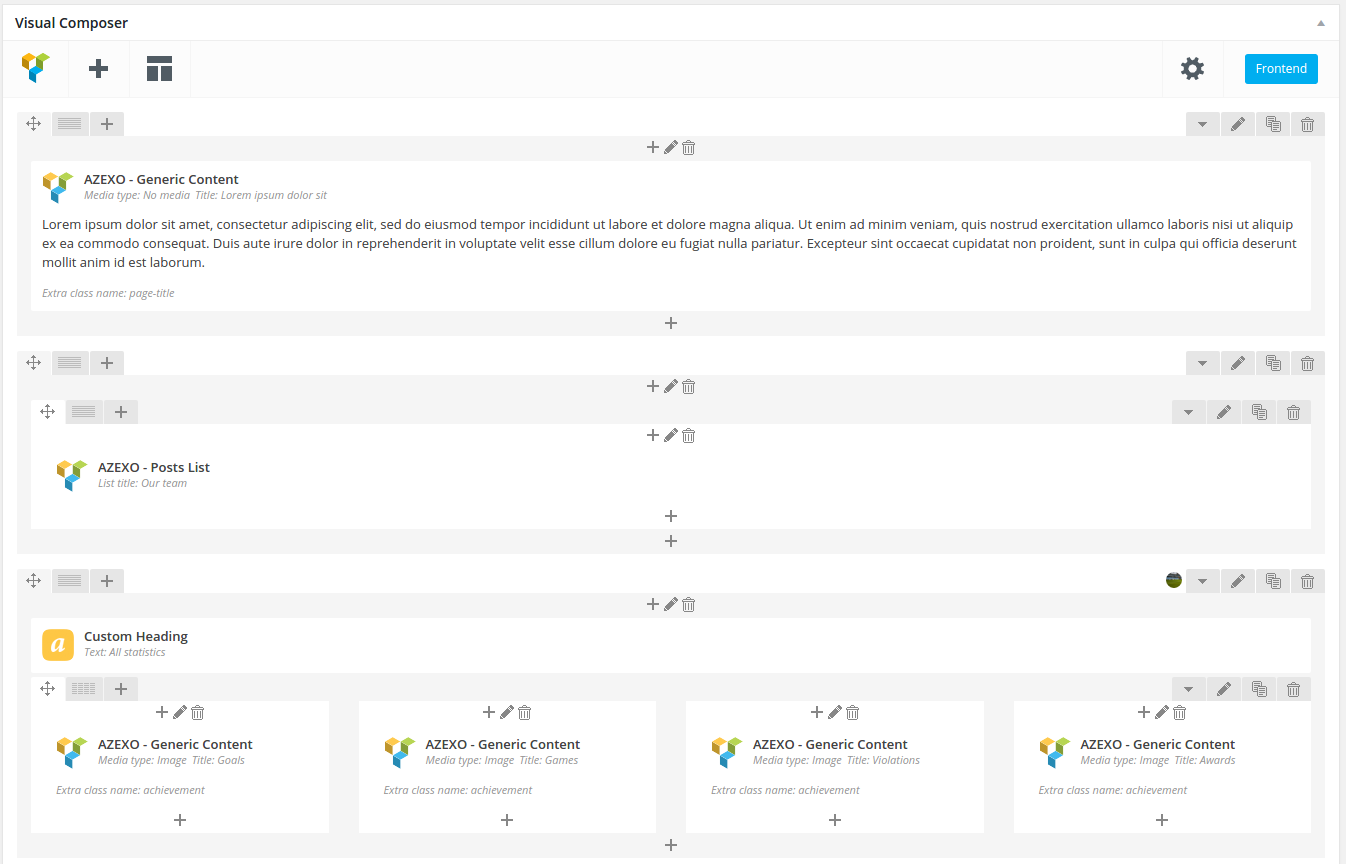 Visual Composer
Frontend
AZEXO - Generic Content
Media type: No media Title: Lorem ipsum dolor sit
Lorem ipsum dolor sit amet, consectetur adipiscing elit, sed do eiusmod tempor incididunt ut labore et dolore magna aliqua. Ut enim ad minim veniam, quis nostrud exercitation ullamco laboris nisi ut aliquip
ex ea commodo consequat. Duis aute irure dolor in reprehenderit in voluptate velit esse cillum dolore eu fugiat nulla pariatur. Excepteur sint occaecat cupidatat non proident, sunt in culpa qui officia deserunt
mollit anim id est laborum.
Extra class name: page-title
AZEXO - Posts List
List title: Our team
a
Custom Heading
Text: All statistics
AZEXO - Generic Content
Media type: Image Title: Goals
Extra class name: achievement
AZEXO - Generic Content
Media type: Image Title: Games
Extra class name: achievement
AZEXO - Generic Content
Media type: Image Title: Violations
Extra class name: achievement
AZEXO - Generic Content
Media type: Image Title: Awards
Extra class name: achievement